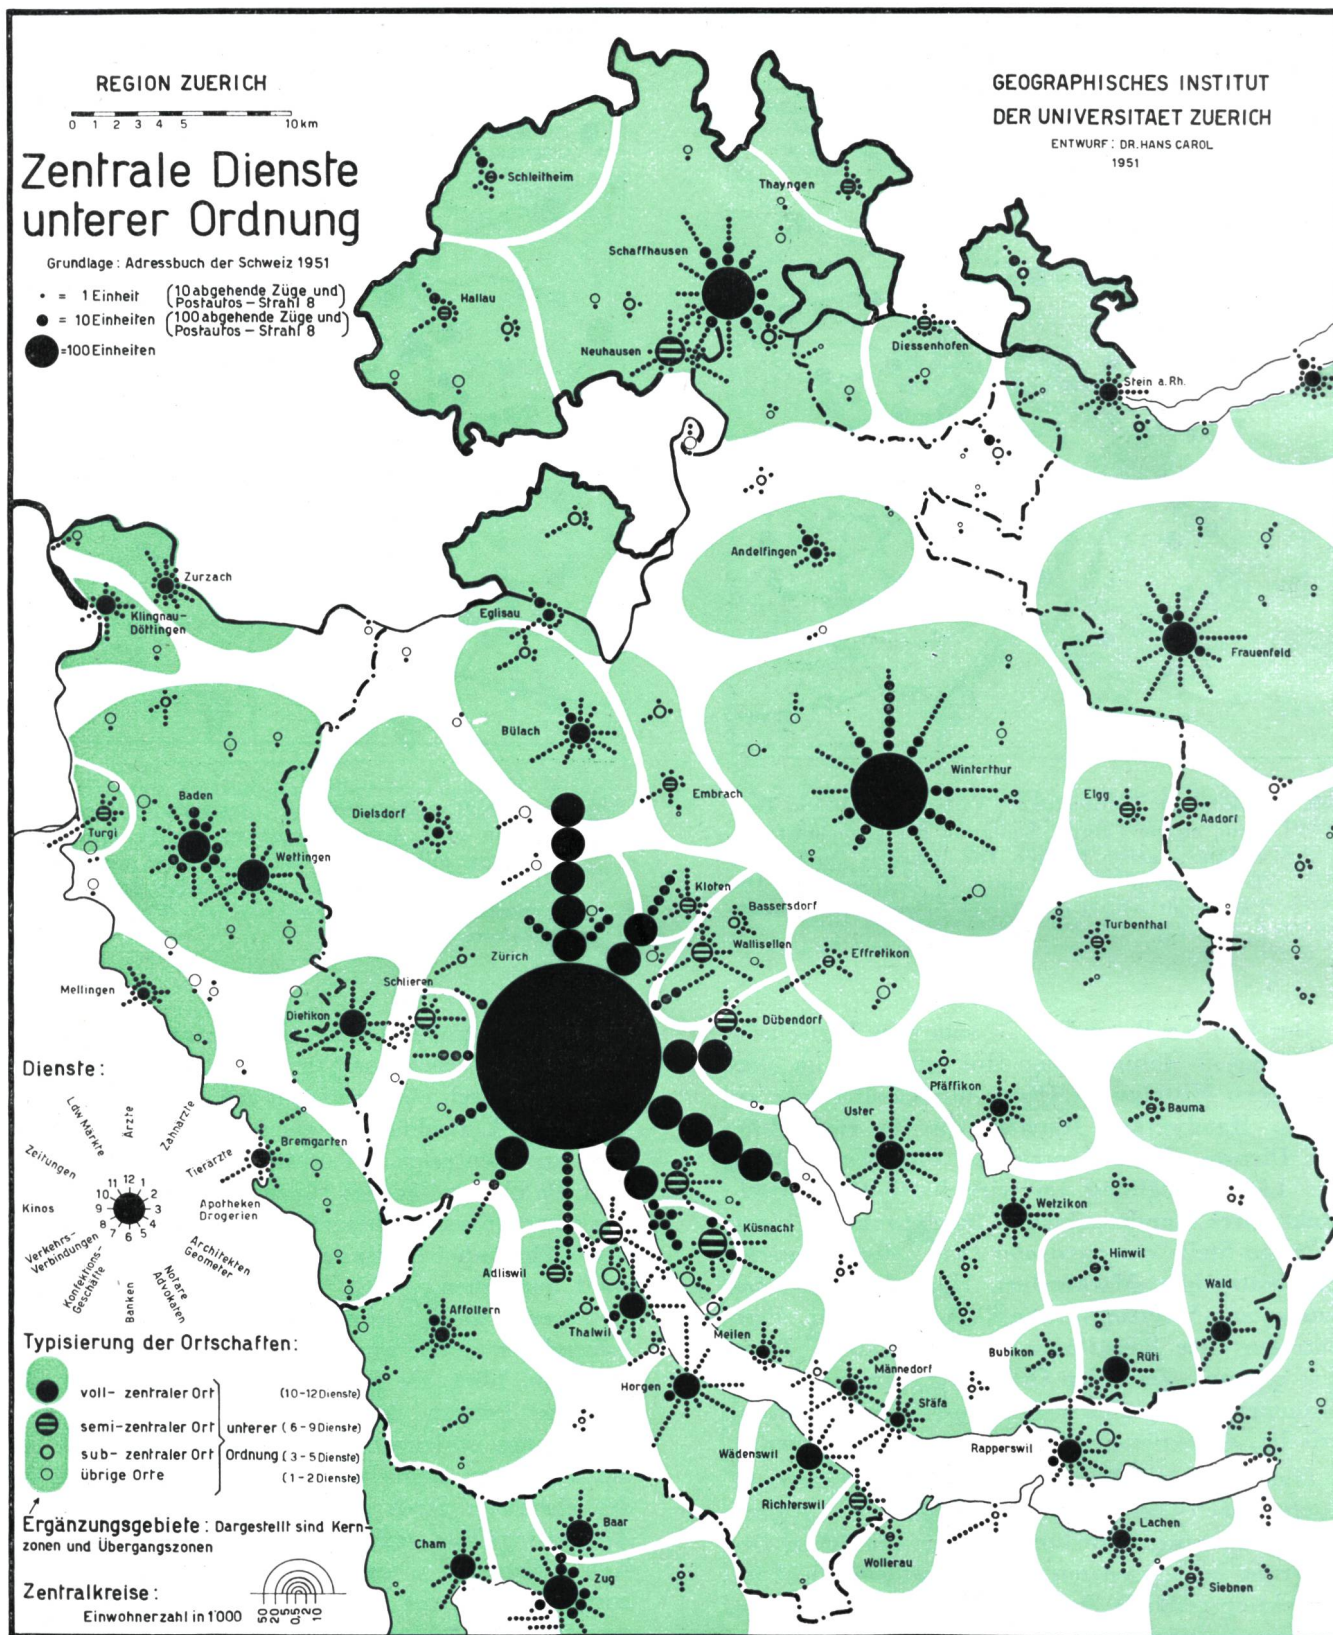 REGION ZUERICH
0 1 2 3 4 5 10 km
Zentrale Dienste
unterer Ordnung
Grundlage: Adressbuch der Schweiz 1951
= 1 Einheit (10 abgehende Züge und Postautos – Strahl 8)
= 10 Einheiten (100 abgehende Züge und Postautos – Strahl 8)
=100 Einheiten
GEOGRAPHISCHES INSTITUT
DER UNIVERSITAET ZUERICH
ENTWURF: DR. HANS CAROL
1951
Schleitheim
Thayngen
Schaffhausen
Hallau
Neuhausen
Diessenhofen
Stein a. Rh.
Andelfingen
Zurzach
Klingnau-
Döttingen
Eglisau
Frauenfeld
Bülach
Winterthur
Embrach
Elgg
Aadorf
Baden
Dielsdorf
Turgi
Wettingen
Kloten
Bassersdorf
Turbenthal
Zürich
Wallisellen
Effretikon
Mellingen
Schlieren
Dietikon
Dübendorf
Pfäffikon
Uster
Bauma
Bremgarten
Wetzikon
Küsnacht
Hinwil
Adliswil
Affoltern
Wald
Thalwil
Meilen
Bubikon
Rüti
Männedorf
Horgen
Stäfa
Rapperswil
Wädenswil
Richterswil
Baar
Lachen
Cham
Wollerau
Zug
Siebnen
Dienste:
Ldw Märkte
Ärzte
Zahnärzte
Zeitungen
Tierärzte
Kinos
Apotheken
Drogerien
Verkehrs-
Verbindungen
Architekten
Geometer
Konfektions-
Geschäfte
Banken
Notare
Advokaten
12 1 2 3 4 5 6 7 8 9 10 11
Typisierung der Ortschaften:
voll- zentraler Ort (10-12 Dienste)
semi-zentraler Ort unterer (6-9 Dienste)
sub- zentraler Ort Ordnung (3-5 Dienste)
übrige Orte (1-2 Dienste)
Ergänzungsgebiete: Dargestellt sind Kern-
zonen und Übergangszonen
Zentralkreise:
Einwohnerzahl in 1'000 50 20 5 0,5 2 10